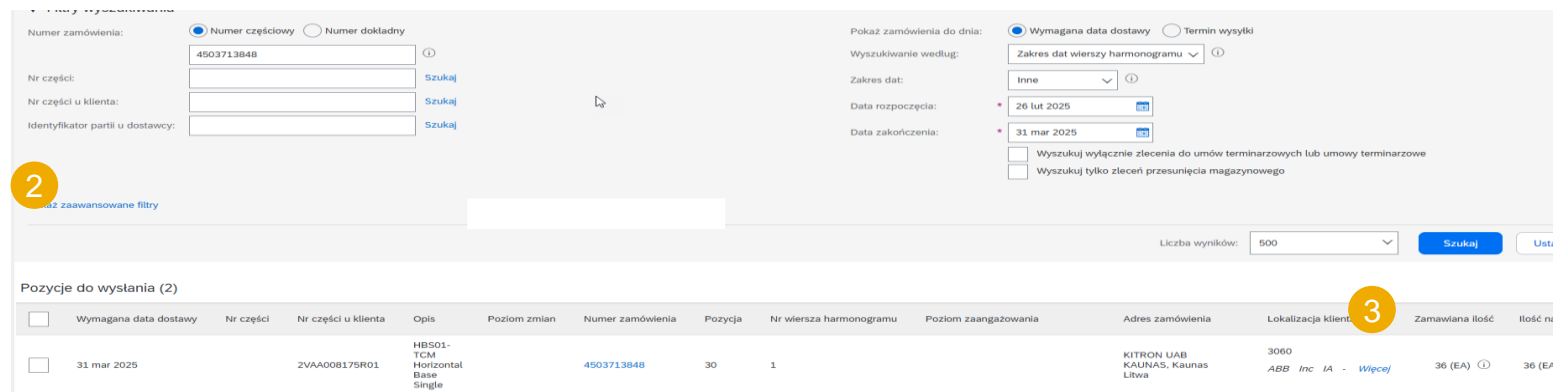 Filtry wyszukiwania
Numer zamówienia: Numer częściowy Numer dokładny
4503713848
Nr części: Szukaj
Nr części u klienta: Szukaj
Identyfikator partii u dostawcy: Szukaj
Pokaż zamówienia do dnia: Wymagana data dostawy Termin wysyłki
Wyszukiwanie według: Zakres dat wierszy harmonogramu
Zakres dat: Inne
Data rozpoczęcia: * 26 lut 2025
Data zakończenia: * 31 mar 2025
Wyszukuj wyłącznie zlecenia do umów terminarzowych lub umowy terminarzowe
Wyszukuj tylko zleceń przesunięcia magazynowego
2
zaawansowane filtry
Liczba wyników: 500 Szukaj
Pozycje do wysłania (2)
3
Wymagana data dostawy Nr części Nr części u klienta Opis Poziom zmian Numer zamówienia Pozycja Nr wiersza harmonogramu Poziom zaangażowania Adres zamówienia Lokalizacja Zamawiana ilość Ilość
31 mar 2025 2VAA008175R01
HBS01-
TCM
Horizontal
Base
Single
4503713848 30 1
KITRON UAB
KAUNAS, Kaunas
Litwa
3060
ABB Inc IA - Więcej
36 (EA) 36